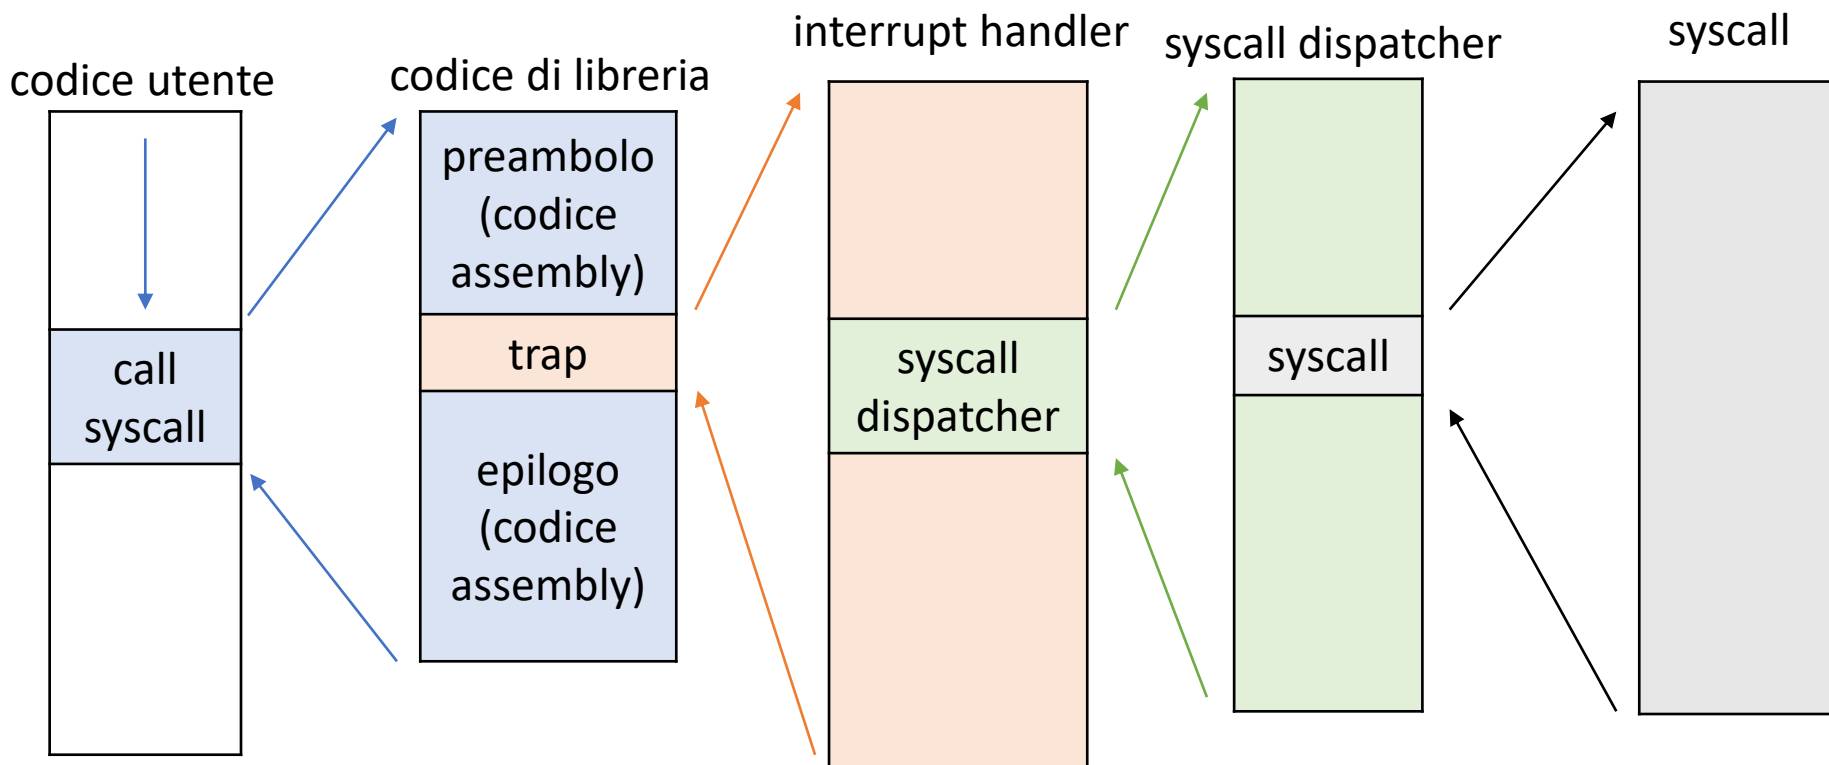 codice utente
call
syscall
codice di libreria
preambolo
(codice
assembly)
trap
epilogo
(codice
assembly)
interrupt handler
syscall
dispatcher
syscall dispatcher
syscall
syscall